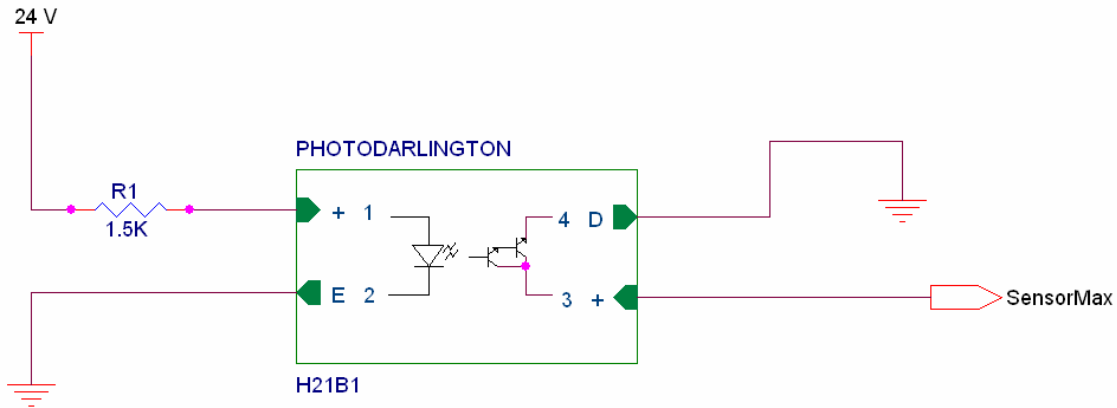 24 V
PHOTODARLINGTON
R1
1.5K
+ 1
4 D
E 2
3 +
SensorMax
H21B1